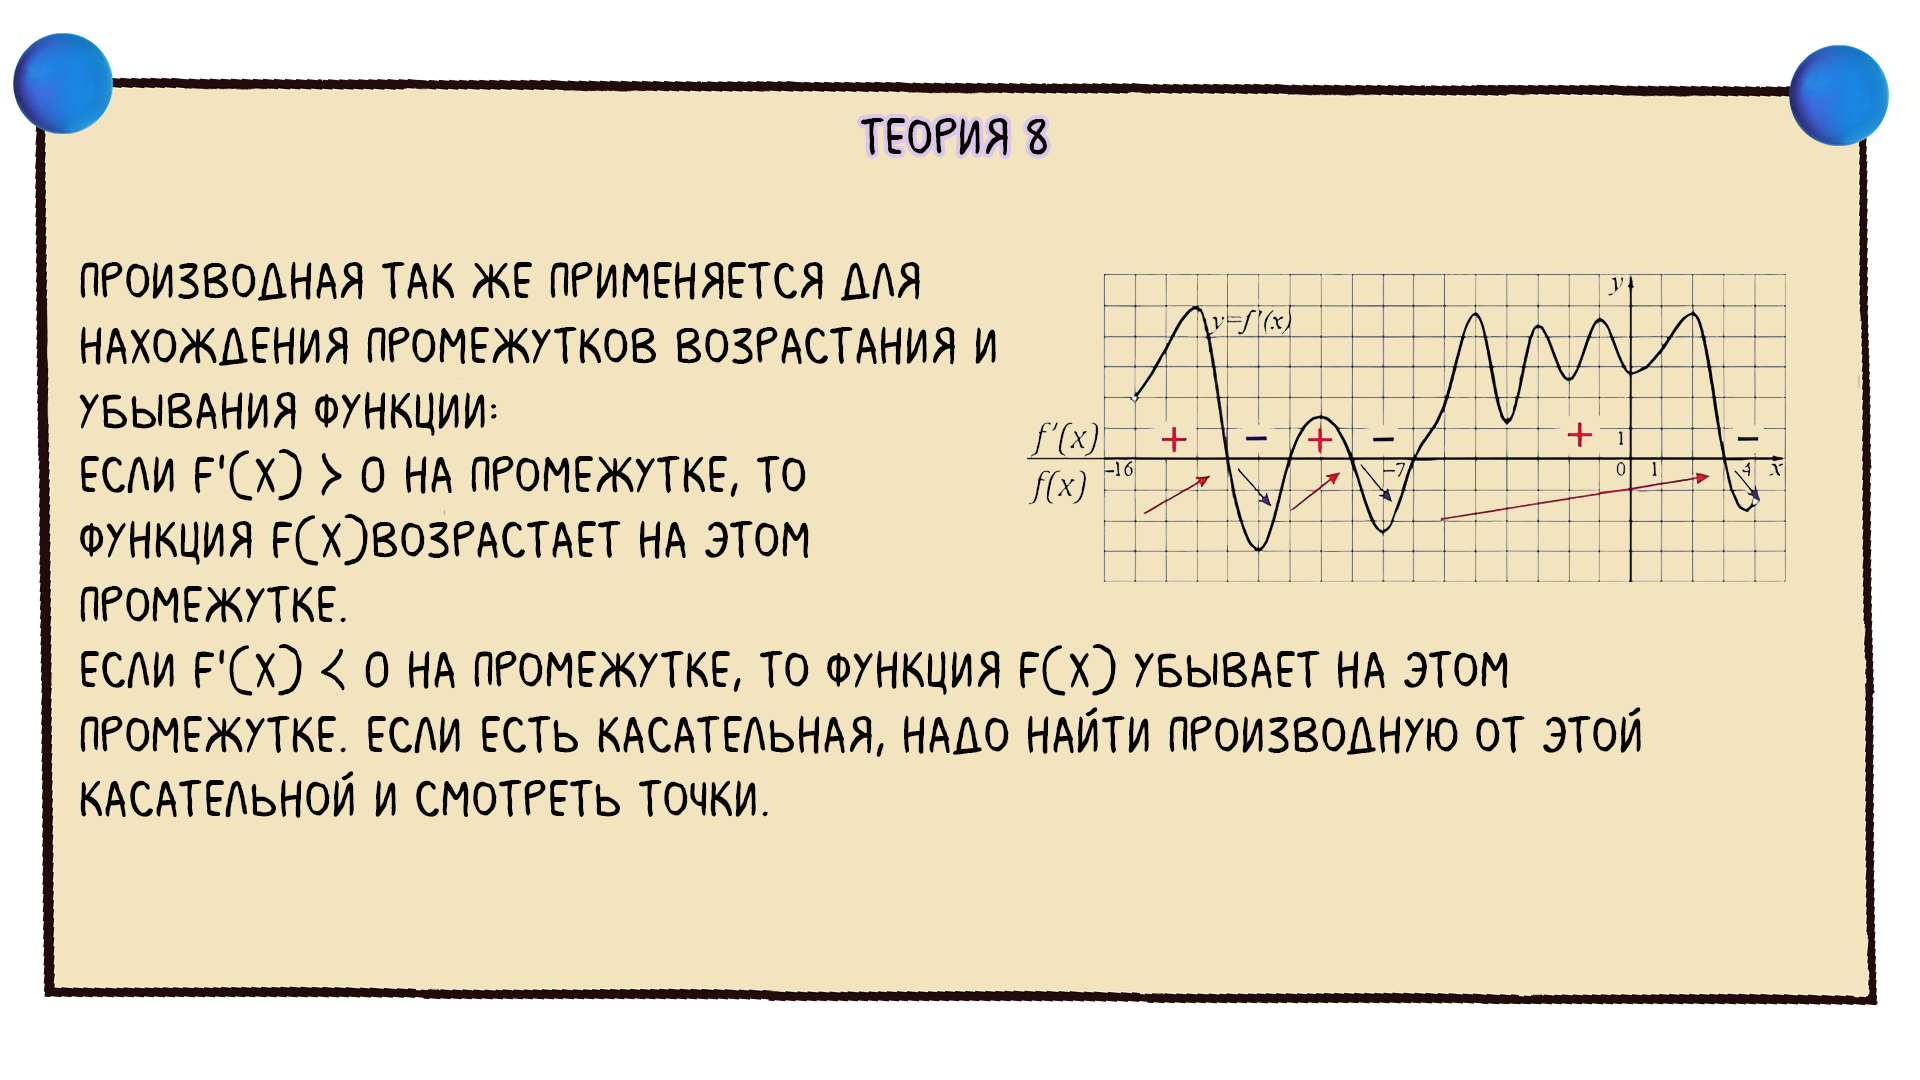 ТЕОРИЯ 8
ПРОИЗВОДНАЯ ТАК ЖЕ ПРИМЕНЯЕТСЯ ДЛЯ
НАХОЖДЕНИЯ ПРОМЕЖУТКОВ ВОЗРАСТАНИЯ И
УБЫВАНИЯ ФУНКЦИИ:
ЕСЛИ F'(X) > 0 НА ПРОМЕЖУТКЕ, ТО
ФУНКЦИЯ F(X)ВОЗРАСТАЕТ НА ЭТОМ
ПРОМЕЖУТКЕ.
ЕСЛИ F'(X) < 0 НА ПРОМЕЖУТКЕ, ТО ФУНКЦИЯ F(X) УБЫВАЕТ НА ЭТОМ
ПРОМЕЖУТКЕ. ЕСЛИ ЕСТЬ КАСАТЕЛЬНАЯ, НАДО НАЙТИ ПРОИЗВОДНУЮ ОТ ЭТОЙ
КАСАТЕЛЬНОЙ И СМОТРЕТЬ ТОЧКИ.
y
y=f'(x)
f'(x) + − + − + 1 −
−16 −7 0 1 4 x
f(x)